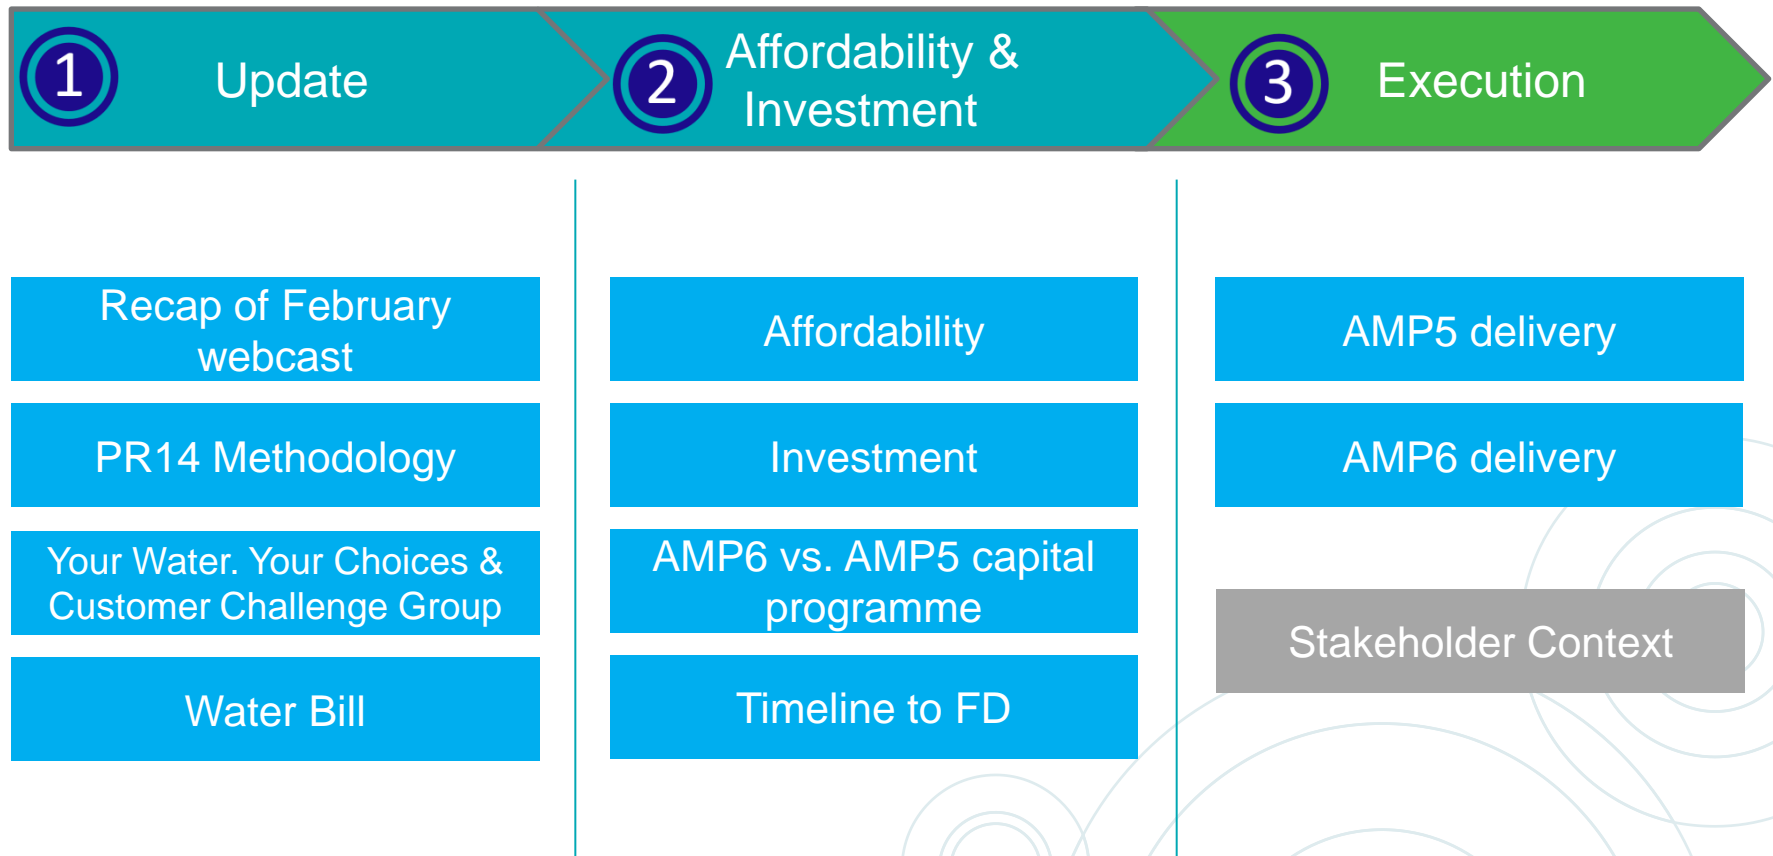 1
Update
2
Affordability &
Investment
3
Execution
Recap of February
webcast
PR14 Methodology
Your Water. Your Choices &
Customer Challenge Group
Water Bill
Affordability
Investment
AMP6 vs. AMP5 capital
programme
Timeline to FD
AMP5 delivery
AMP6 delivery
Stakeholder Context